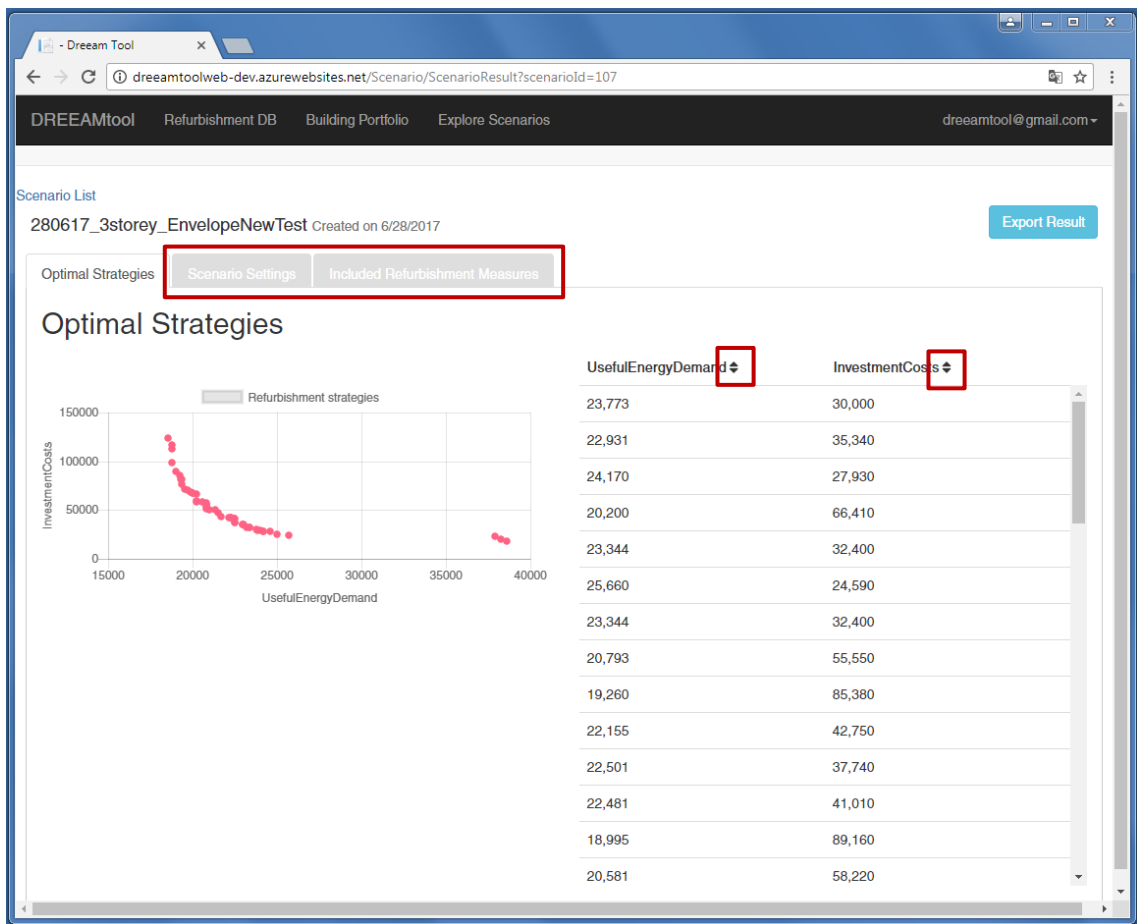 - Dreeam Tool
dreeamtoolweb-dev.azurewebsites.net/Scenario/ScenarioResult?scenarioId=107
DREEAMtool Refurbishment DB Building Portfolio Explore Scenarios dreeamtool@gmail.com
Scenario List
280617_3storey_EnvelopeNewTest Created on 6/28/2017
Export Result
Optimal Strategies Scenario Settings Included Refurbishment Measures
Optimal Strategies
Refurbishment strategies
150000
100000
50000
0
InvestmentCosts
15000 20000 25000 30000 35000 40000
UsefulEnergyDemand
UsefulEnergyDemand InvestmentCosts
23,773 30,000
22,931 35,340
24,170 27,930
20,200 66,410
23,344 32,400
25,660 24,590
23,344 32,400
20,793 55,550
19,260 85,380
22,155 42,750
22,501 37,740
22,481 41,010
18,995 89,160
20,581 58,220